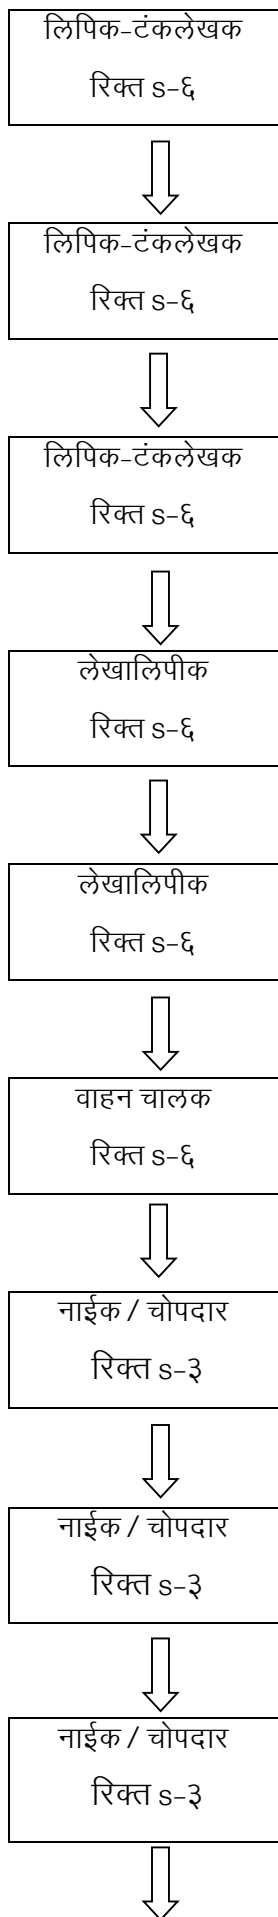 लिपिक-टंकलेखक
रिक्त s-६
लिपिक-टंकलेखक
रिक्त s-६
लिपिक-टंकलेखक
रिक्त s-६
लेखालिपीक
रिक्त s-६
लेखालिपीक
रिक्त s-६
वाहन चालक
रिक्त s-६
नाईक / चोपदार
रिक्त s-३
नाईक / चोपदार
रिक्त s-३
नाईक / चोपदार
रिक्त s-३